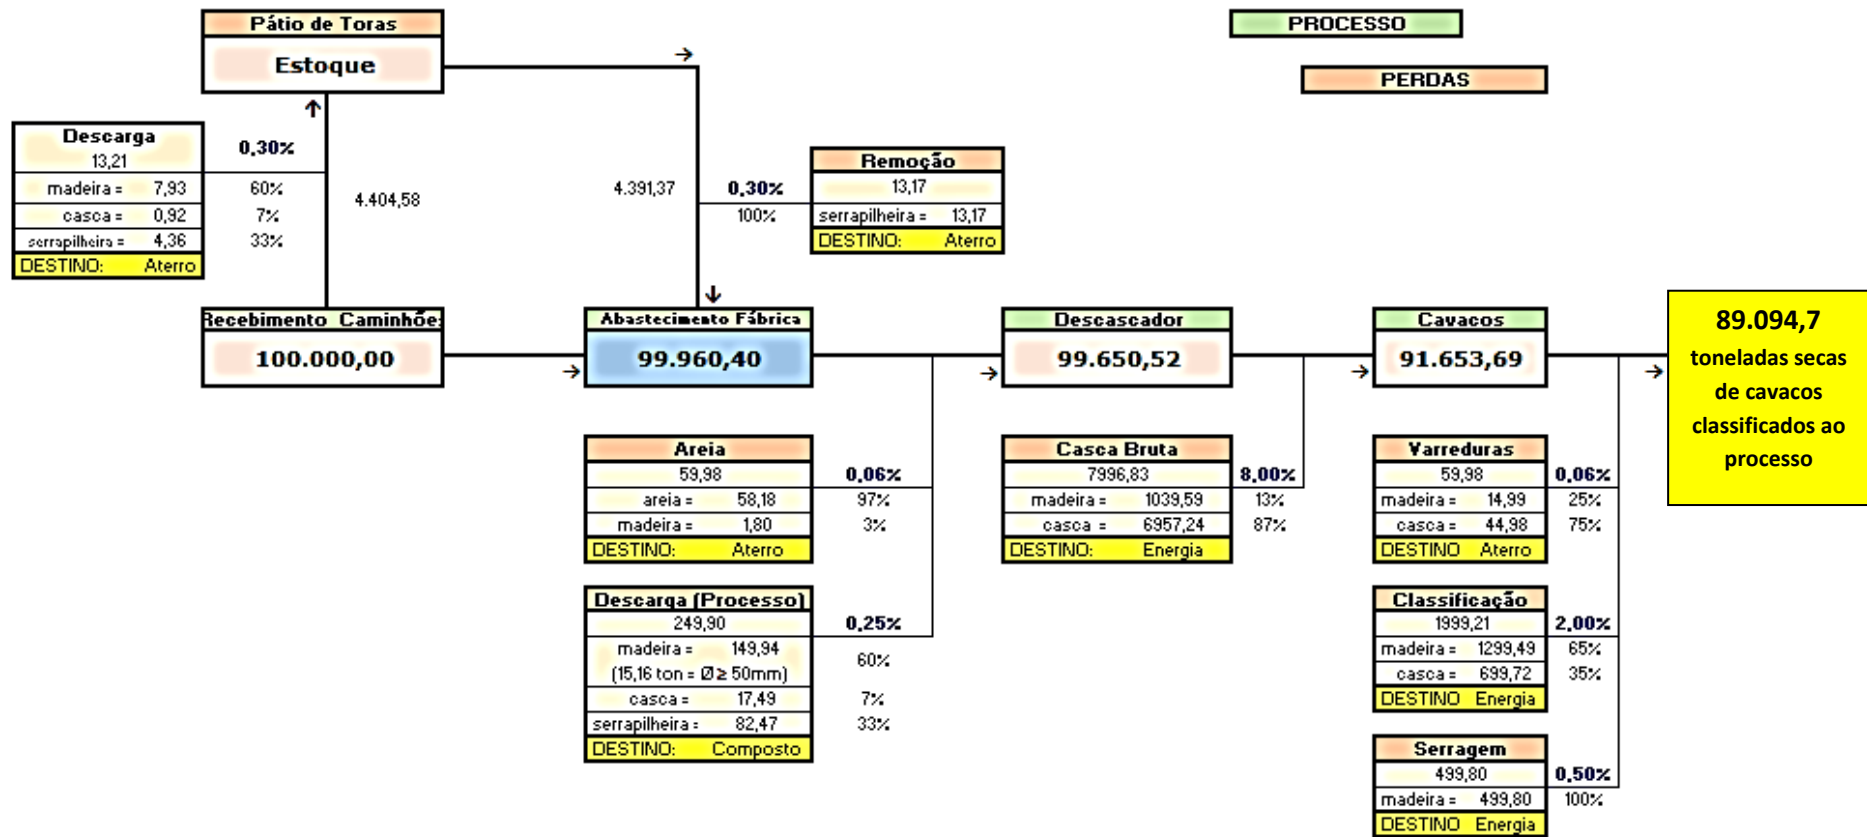 Pátio de Toras
Estoque
PROCESSO
PERDAS
Descarga
13,21
0,30%
madeira = 7,93 60%
casca = 0,92 7%
serrapilheira = 4,36 33%
DESTINO: Aterro
4.404,58
4.391,37
0,30%
100%
Remoção
13,17
serrapilheira = 13,17
DESTINO: Aterro
Recebimento Caminhões
100.000,00
Abastecimento Fábrica
99.960,40
Descascador
99.650,52
Cavacos
91.653,69
89.094,7
toneladas secas
de cavacos
classificados ao
processo
Areia
59,98 0,06%
areia = 58,18 97%
madeira = 1,80 3%
DESTINO: Aterro
Casca Bruta
7996,83 8,00%
madeira = 1039,59 13%
casca = 6957,24 87%
DESTINO: Energia
Varreduras
59,98 0,06%
madeira = 14,99 25%
casca = 44,98 75%
DESTINO Aterro
Descarga (Processo)
249,90 0,25%
madeira = 149,94
(15,16 ton = Ø ≥ 50mm)
60%
casca = 17,49 7%
serrapilheira = 82,47 33%
DESTINO: Composto
Classificação
1999,21 2,00%
madeira = 1299,49 65%
casca = 699,72 35%
DESTINO Energia
Serragem
499,80 0,50%
madeira = 499,80 100%
DESTINO Energia